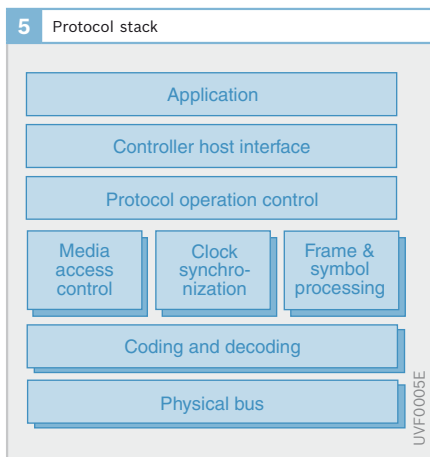 5 Protocol stack
Application
Controller host interface
Protocol operation control
Media
access
control
Clock
synchro-
nization
Frame &
symbol
processing
Coding and decoding
Physical bus
UVF0005E